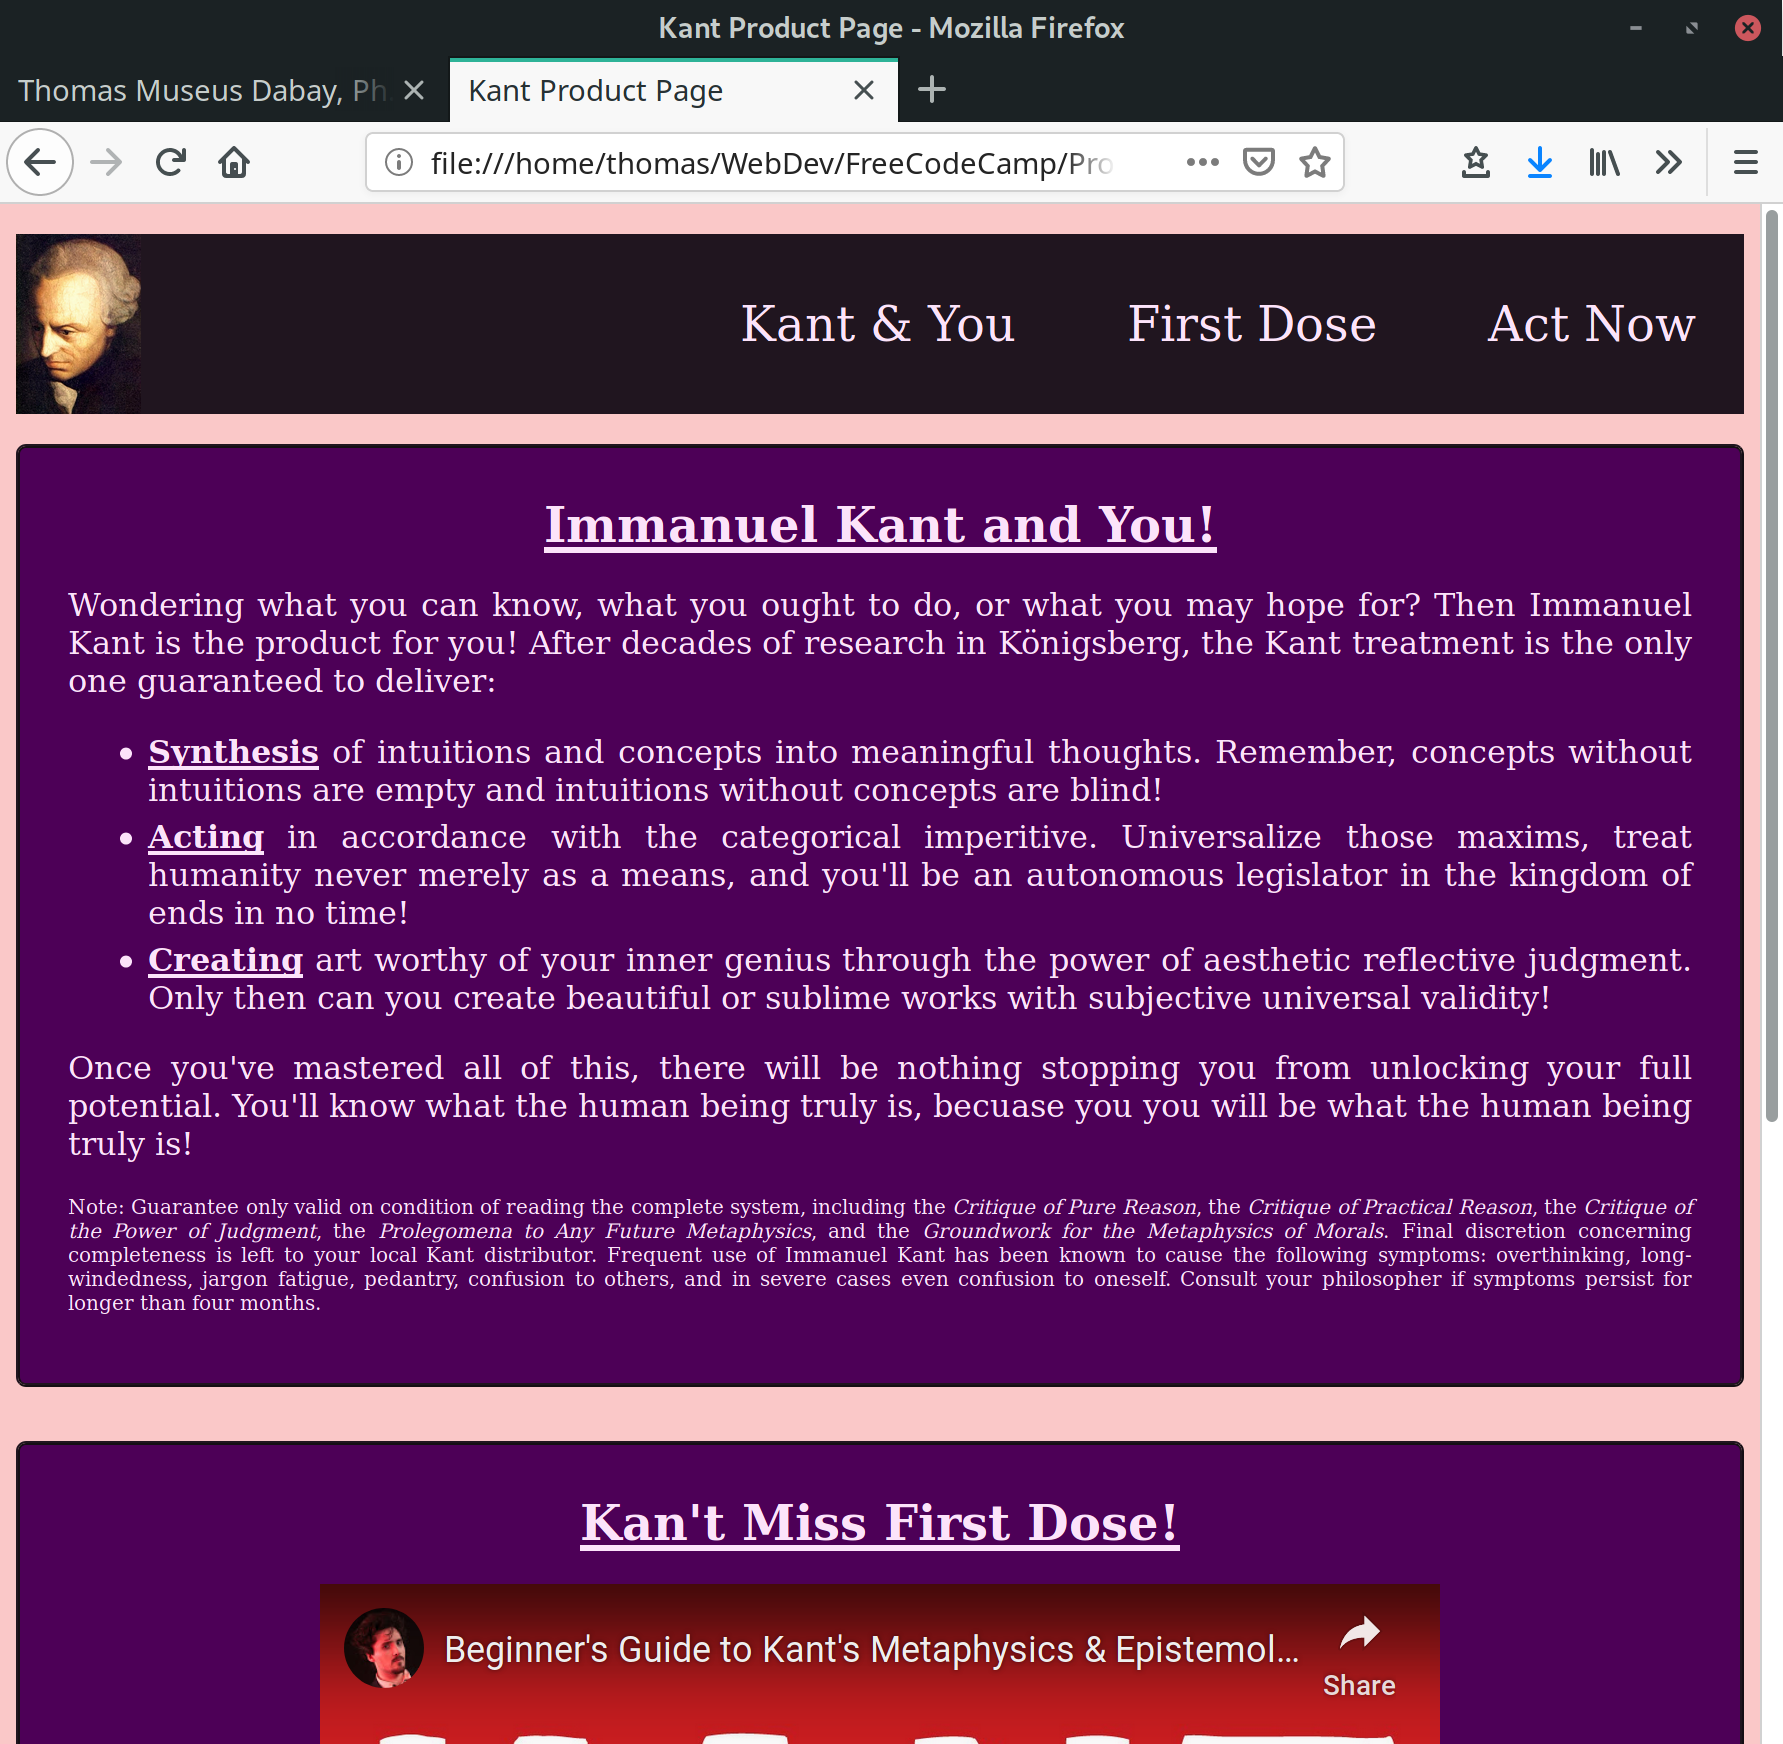 Kant Product Page - Mozilla Firefox
Thomas Museus Dabay, Ph
Kant Product Page
file:///home/thomas/WebDev/FreeCodeCamp/Pro
Kant & You First Dose Act Now
Immanuel Kant and You!
Wondering what you can know, what you ought to do, or what you may hope for? Then Immanuel
Kant is the product for you! After decades of research in Königsberg, the Kant treatment is the only
one guaranteed to deliver:
• Synthesis of intuitions and concepts into meaningful thoughts. Remember, concepts without
intuitions are empty and intuitions without concepts are blind!
• Acting in accordance with the categorical imperitive. Universalize those maxims, treat
humanity never merely as a means, and you'll be an autonomous legislator in the kingdom of
ends in no time!
• Creating art worthy of your inner genius through the power of aesthetic reflective judgment.
Only then can you create beautiful or sublime works with subjective universal validity!
Once you've mastered all of this, there will be nothing stopping you from unlocking your full
potential. You'll know what the human being truly is, becuase you you will be what the human being
truly is!
Note: Guarantee only valid on condition of reading the complete system, including the Critique of Pure Reason, the Critique of Practical Reason, the Critique of
the Power of Judgment, the Prolegomena to Any Future Metaphysics, and the Groundwork for the Metaphysics of Morals. Final discretion concerning
completeness is left to your local Kant distributor. Frequent use of Immanuel Kant has been known to cause the following symptoms: overthinking, long-
windedness, jargon fatigue, pedantry, confusion to others, and in severe cases even confusion to oneself. Consult your philosopher if symptoms persist for
longer than four months.
Kan't Miss First Dose!
Beginner's Guide to Kant's Metaphysics & Epistemol...
Share